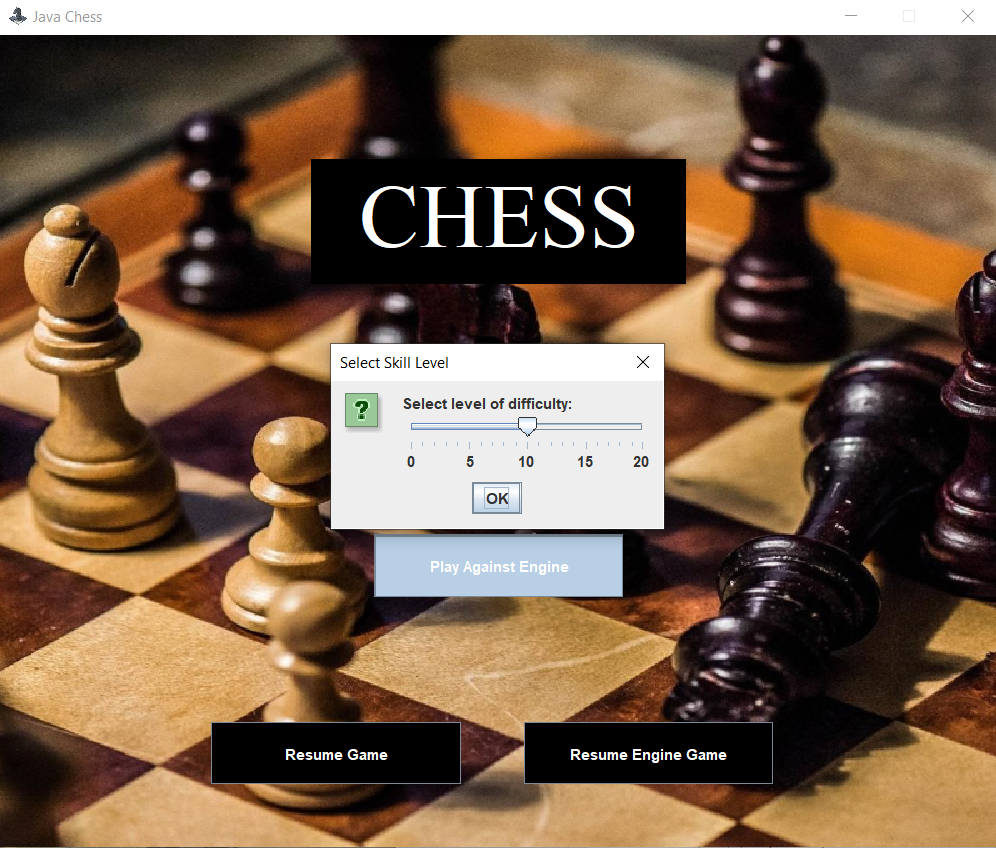 Java Chess
CHESS
Select Skill Level
?
Select level of difficulty:
0 5 10 15 20
OK
Play Against Engine
Resume Game Resume Engine Game